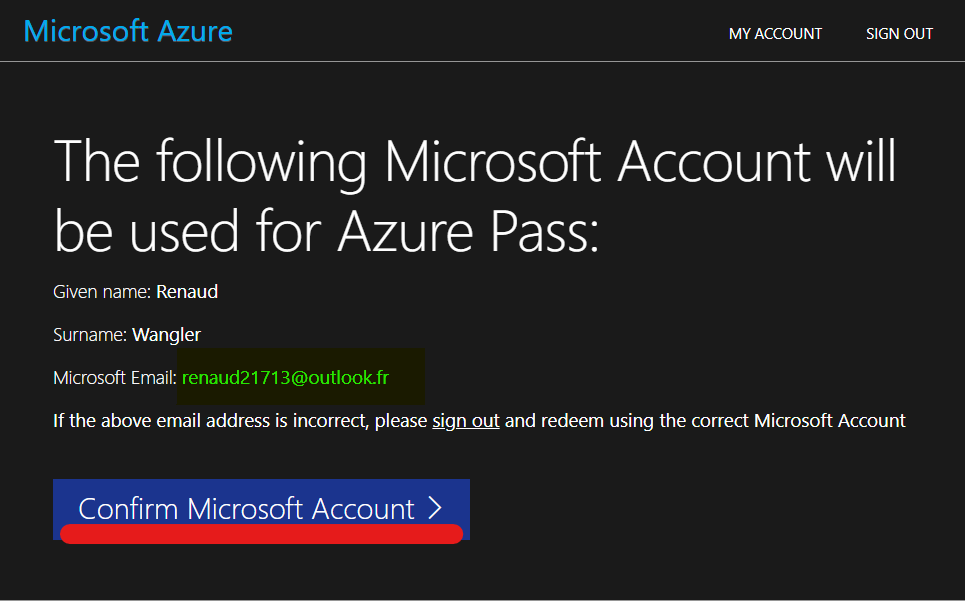 Microsoft Azure
MY ACCOUNT
SIGN OUT
The following Microsoft Account will
be used for Azure Pass:
Given name: Renaud
Surname: Wangler
Microsoft Email: renaud21713@outlook.fr
If the above email address is incorrect, please sign out and redeem using the correct Microsoft Account
Confirm Microsoft Account